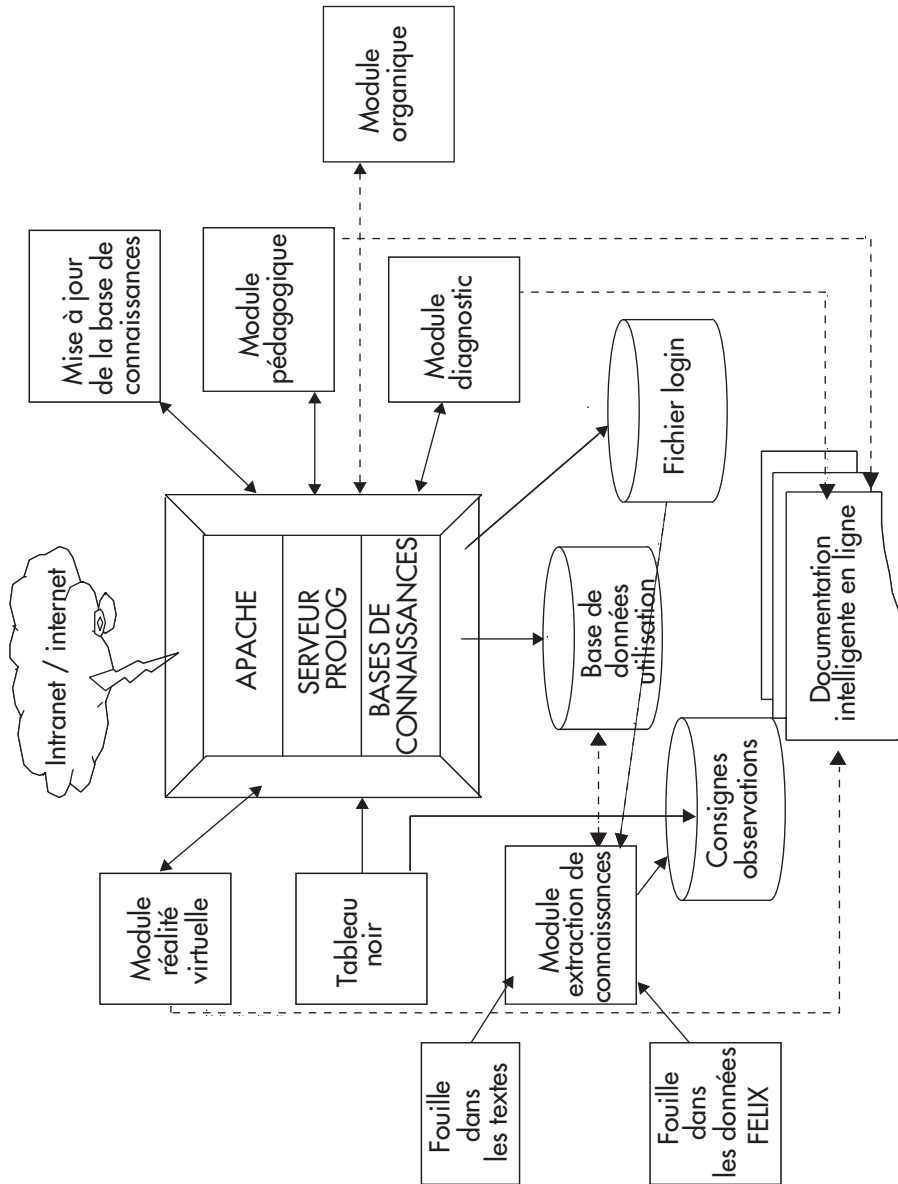 Intranet / internet
Mise à jour
de la base de
connaissances
Module
pédagogique
Module
organique
Module
diagnostic
APACHE
SERVEUR
PROLOG
BASES DE
CONNAISSANCES
Module
réalité
virtuelle
Tableau
noir
Fichier login
Base de
données
utilisation
Module
extraction de
connaissances
Consignes
observations
Fouille
dans
les textes
Fouille
dans
les données
FELIX
Documentation
intelligente en ligne